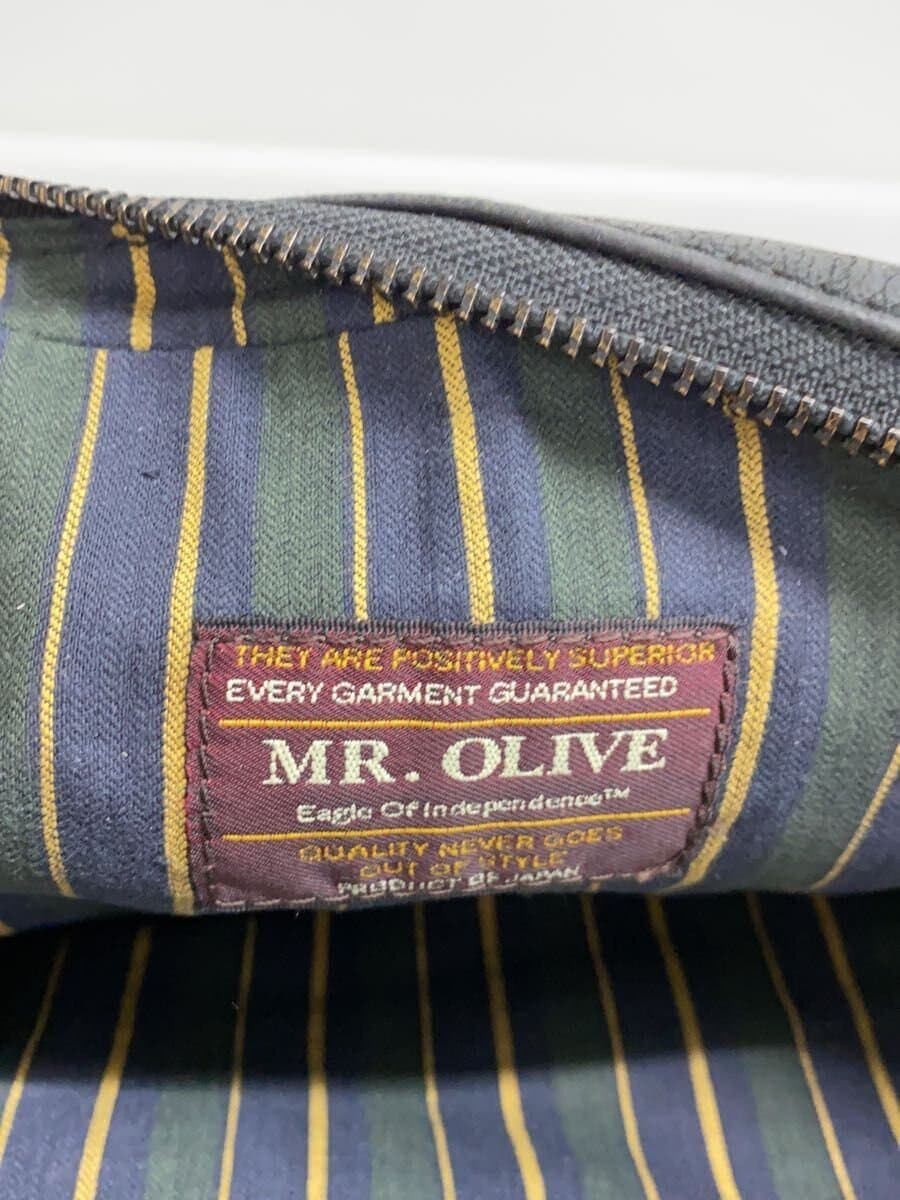 THEY ARE POSITIVELY SUPERIOR
EVERY GARMENT GUARANTEED
MR. OLIVE
Eagle Of Independence™
QUALITY NEVER GOES
OUT OF STYLE
PRODUCT OF JAPAN